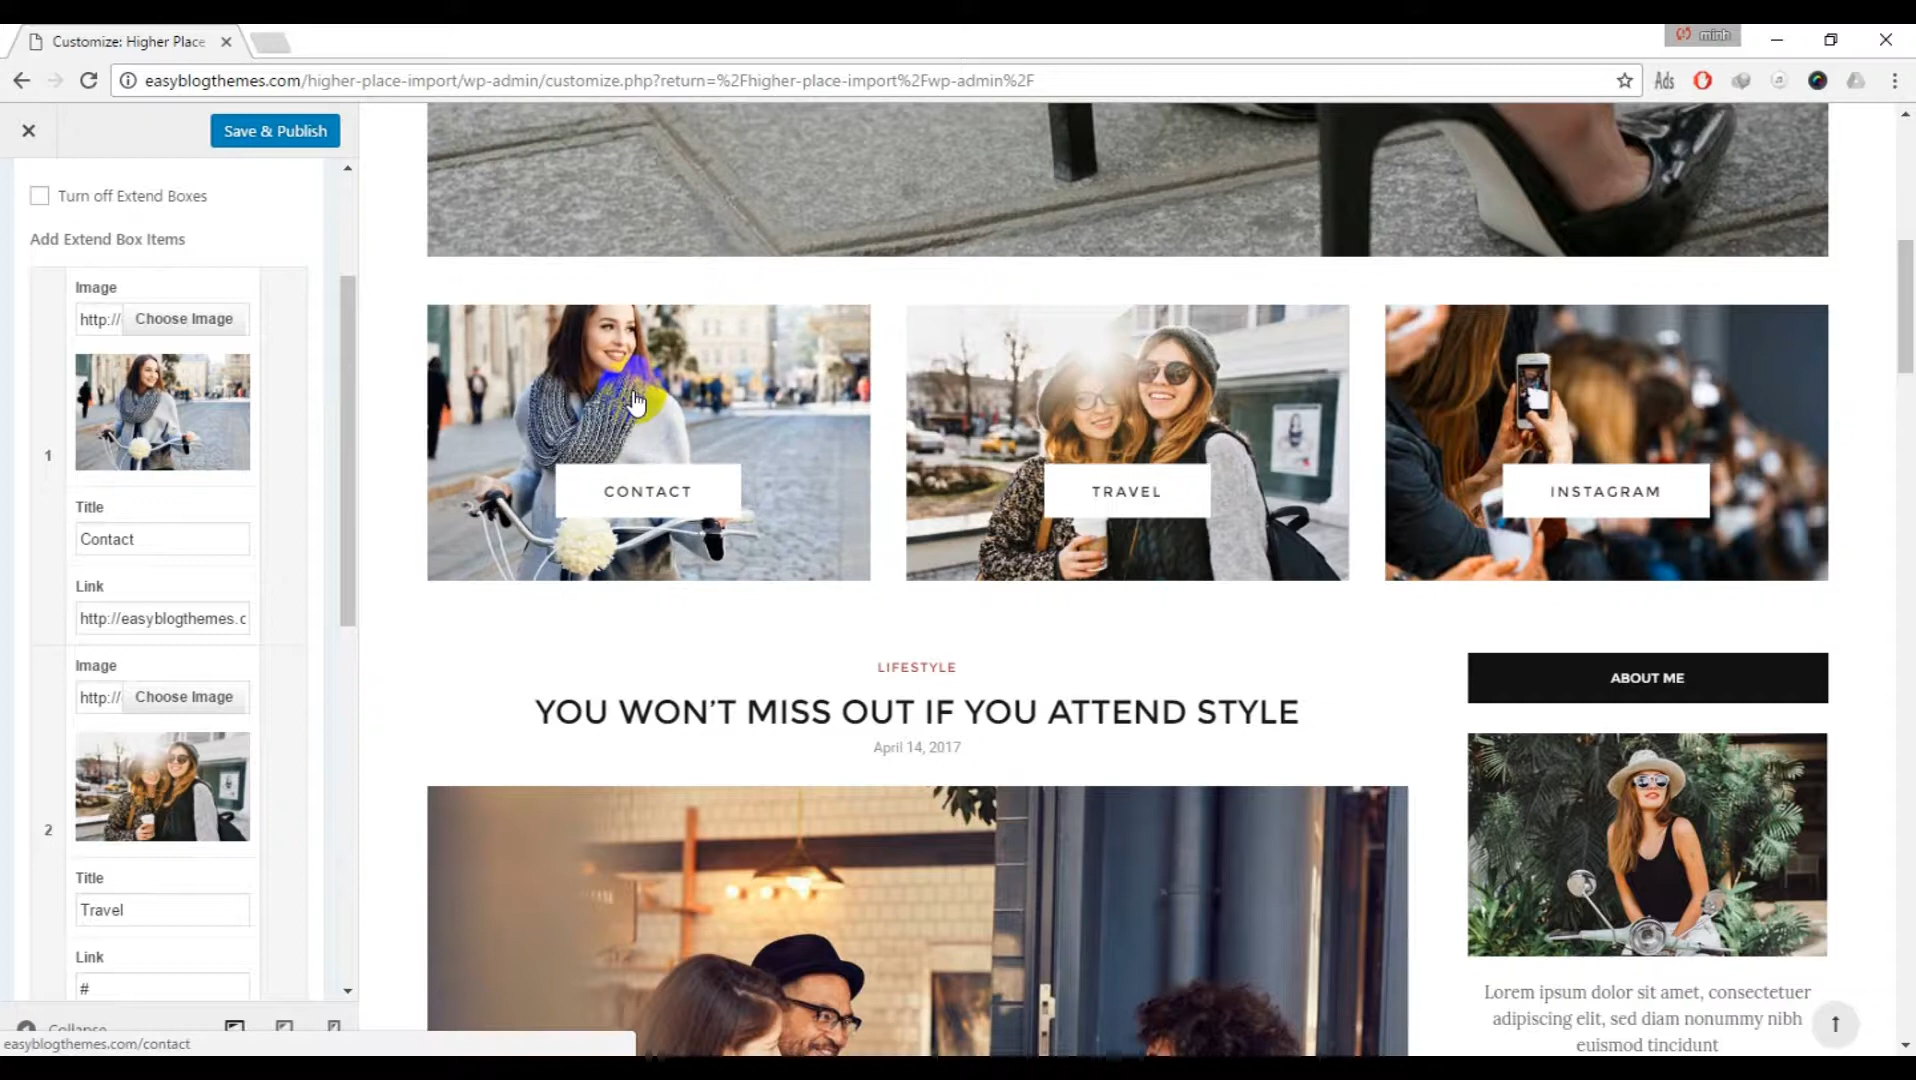 Customize: Higher Place
minh
easyblogthemes.com/higher-place-import/wp-admin/customize.php?return=%2Fhigher-place-import%2Fwp-admin%2F
Ads
Save & Publish
Turn off Extend Boxes
Add Extend Box Items
Image
http://
Choose Image
1
Title
Contact
Link
http://easyblogthemes.c
Image
http://
Choose Image
2
Title
Travel
Link
#
Collapse
easyblogthemes.com/contact
CONTACT
TRAVEL
INSTAGRAM
LIFESTYLE
YOU WON'T MISS OUT IF YOU ATTEND STYLE
April 14, 2017
ABOUT ME
Lorem ipsum dolor sit amet, consectetuer
adipiscing elit, sed diam nonummy nibh
euismod tincidunt